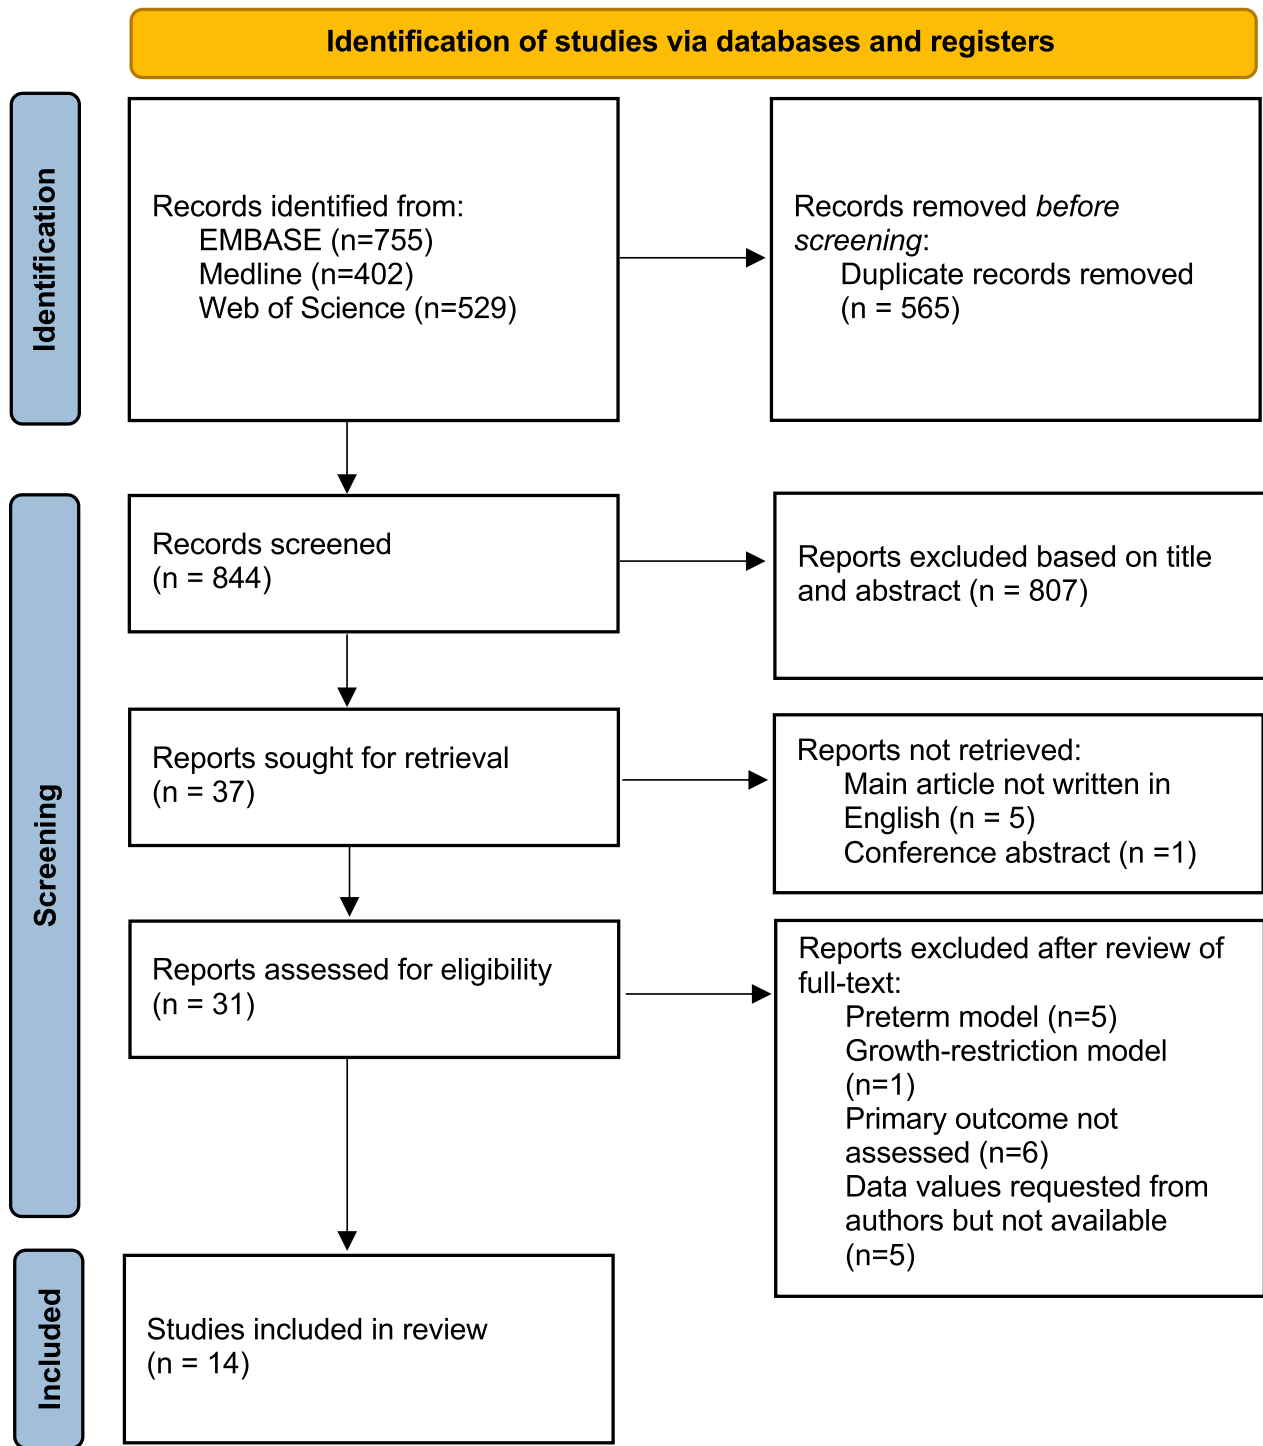 Identification of studies via databases and registers
Identification
Records identified from:
EMBASE (n=755)
Medline (n=402)
Web of Science (n=529)
Records removed before
screening:
Duplicate records removed
(n = 565)
Screening
Records screened
(n = 844)
Reports excluded based on title
and abstract (n = 807)
Reports sought for retrieval
(n = 37)
Reports not retrieved:
Main article not written in
English (n = 5)
Conference abstract (n =1)
Reports assessed for eligibility
(n = 31)
Reports excluded after review of
full-text:
Preterm model (n=5)
Growth-restriction model
(n=1)
Primary outcome not
assessed (n=6)
Data values requested from
authors but not available
(n=5)
Included
Studies included in review
(n = 14)